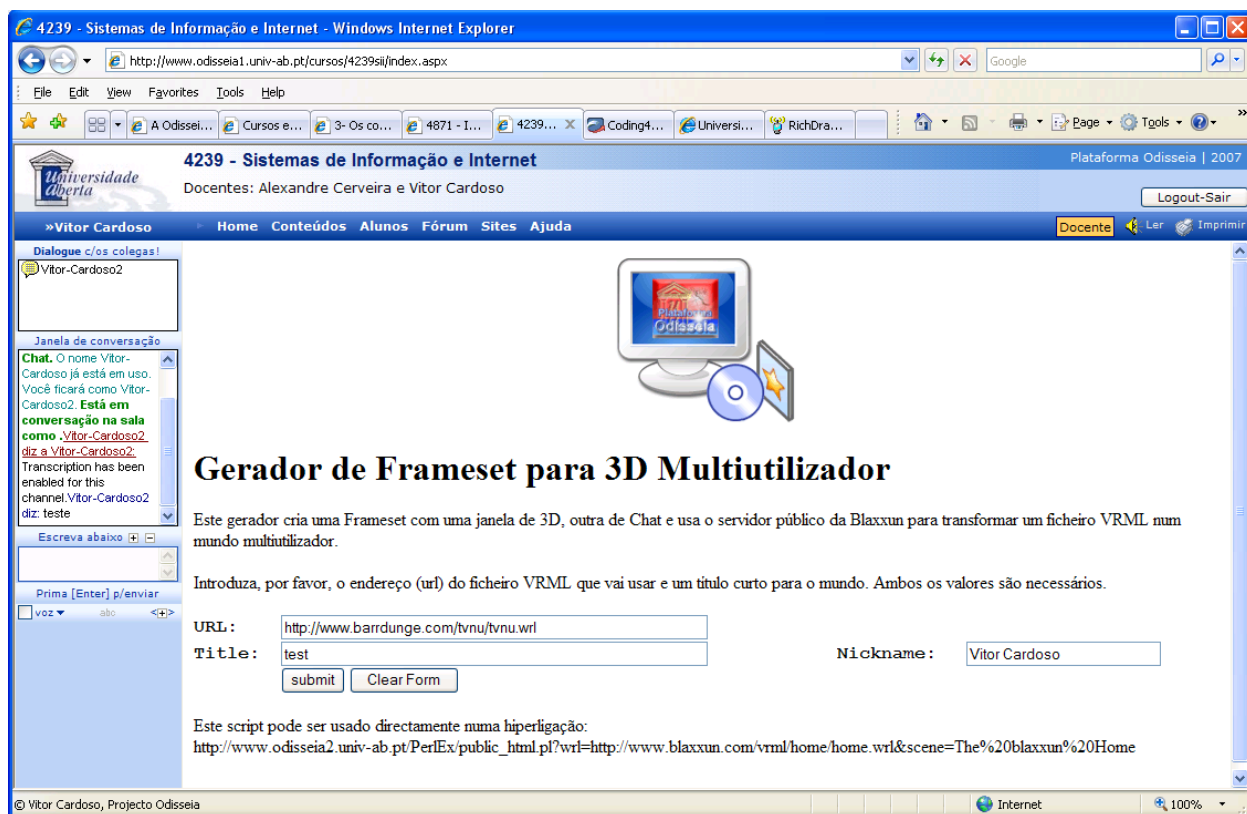 4239 - Sistemas de Informação e Internet - Windows Internet Explorer
http://www.odisseia1.univ-ab.pt/cursos/4239sii/index.aspx
Google
File Edit View Favorites Tools Help
A Odissei... Cursos e... 3- Os co... 4871 - I... 4239... Coding4... Universi... RichDra... Page Tools
Universidade
Aberta
4239 - Sistemas de Informação e Internet
Plataforma Odisseia | 2007
Docentes: Alexandre Cerveira e Vitor Cardoso
Logout-Sair
»Vitor Cardoso
Home Conteúdos Alunos Fórum Sites Ajuda
Docente Ler Imprimir
Dialogue c/os colegas!
Vitor-Cardoso2
Janela de conversação
Chat. O nome Vitor-
Cardoso já está em uso.
Você ficará como Vitor-
Cardoso2. Está em
conversação na sala
como .Vitor-Cardoso2
diz a Vitor-Cardoso2:
Transcription has been
enabled for this
channel.Vitor-Cardoso2
diz: teste
Escreva abaixo
Prima [Enter] p/enviar
voz abc
Plataforma
Odisseia
Gerador de Frameset para 3D Multiutilizador
Este gerador cria uma Frameset com uma janela de 3D, outra de Chat e usa o servidor público da Blaxxun para transformar um ficheiro VRML num
mundo multiutilizador.
Introduza, por favor, o endereço (url) do ficheiro VRML que vai usar e um titulo curto para o mundo. Ambos os valores são necessários.
URL: http://www.barrdunge.com/tvnu/tvnu.wrl
Title: test Nickname: Vitor Cardoso
submit Clear Form
Este script pode ser usado directamente numa hiperligação:
http://www.odisseia2.univ-ab.pt/PerlEx/public_html.pl?wrl=http://www.blaxxun.com/vrml/home/home.wrl&scene=The%20blaxxun%20Home
© Vitor Cardoso, Projecto Odisseia
Internet 100%